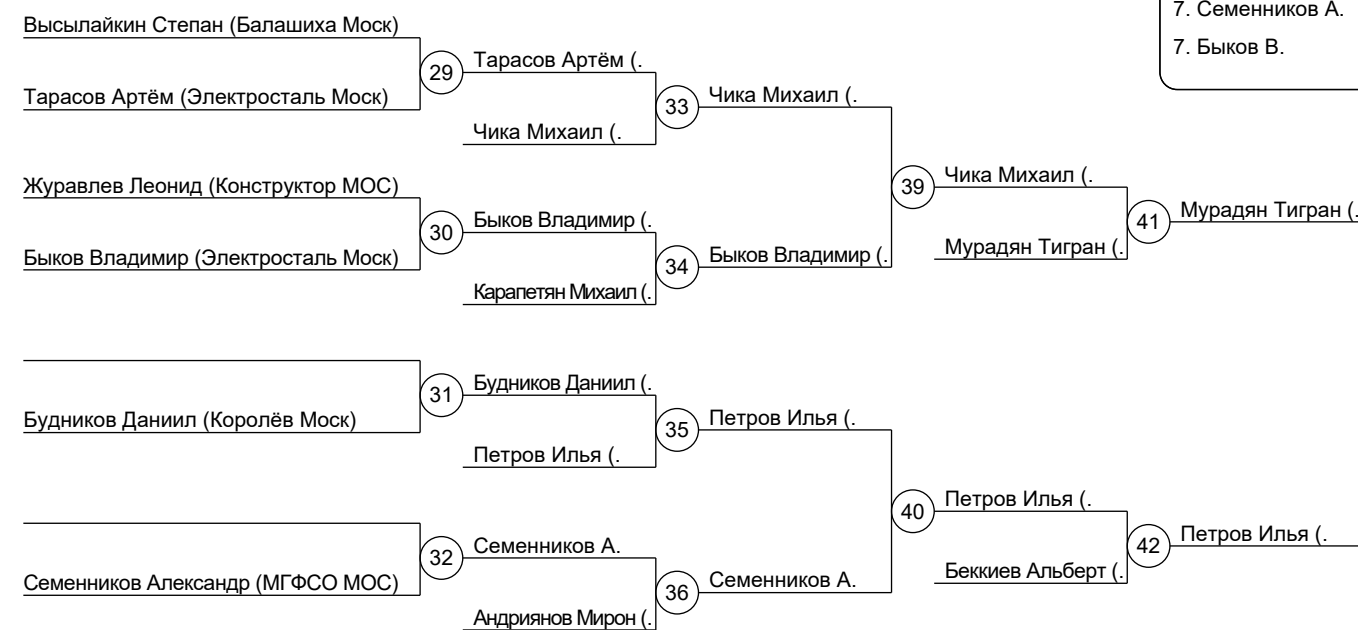 7. Семенников А.
7. Быков В.
Высылайкин Степан (Балашиха Моск)
29
Тарасов Артём (.
Тарасов Артём (Электросталь Моск)
33
Чика Михаил (.
Чика Михаил (.
Журавлев Леонид (Конструктор МОС)
39
Чика Михаил (.
30
Быков Владимир (.
41
Мурадян Тигран (.
Быков Владимир (Электросталь Моск)
34
Быков Владимир (.
Мурадян Тигран (.
Карапетян Михаил (.
31
Будников Даниил (.
Будников Даниил (Королёв Моск)
35
Петров Илья (.
Петров Илья (.
40
Петров Илья (.
32
Семенников А.
42
Петров Илья (.
Семенников Александр (МГФСО МОС)
36
Семенников А.
Беккиев Альберт (.
Андриянов Мирон (.